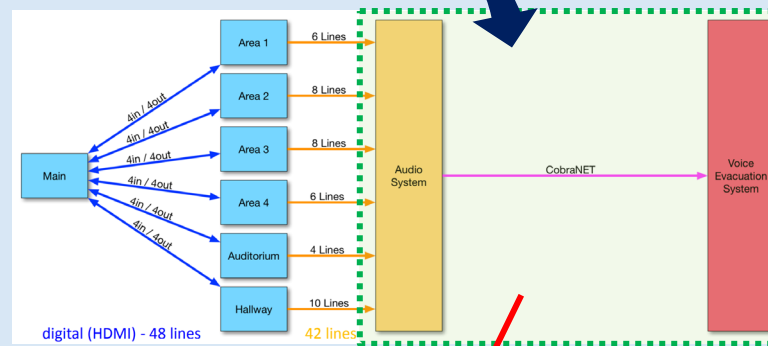 Main
4in / 4out
4in / 4out
4in / 4out
4in / 4out
4in / 4out
4in / 4out
Area 1
6 Lines
Area 2
8 Lines
Area 3
8 Lines
Area 4
6 Lines
Auditorium
4 Lines
Hallway
10 Lines
Audio
System
CobraNET
Voice
Evacuation
System
digital (HDMI) - 48 lines
42 lines